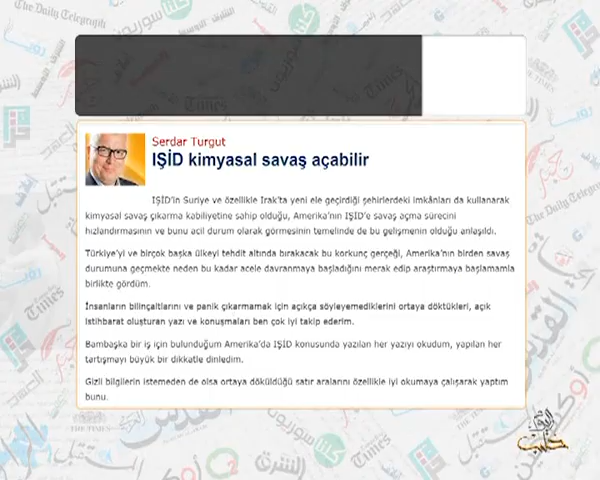 Serdar Turgut
IŞİD kimyasal savaş açabilir
IŞİD'in Suriye ve özellikle Irak'ta yeni ele geçirdiği şehirlerdeki imkânları da kullanarak
kimyasal savaş çıkarma kabiliyetine sahip olduğu, Amerika'nın IŞİD'e savaş açma sürecini
hızlandırmasının ve bunu acil durum olarak görmesinin temelinde de bu gelişmenin olduğu anlaşıldı.
Türkiye'yi ve birçok başka ülkeyi tehdit altında bırakacak bu korkunç gerçeği, Amerika'nın birden savaş
durumuna geçmekte neden bu kadar acele davranmaya başladığını merak edip araştırmaya başlamamla
birlikte gördüm.
İnsanların bilinçaltlarını ve panik çıkarmamak için açıkça söyleyemediklerini ortaya döktükleri, açık
istihbarat oluşturan yazı ve konuşmaları ben çok iyi takip ederim.
Bambaşka bir iş için bulunduğum Amerika'da IŞİD konusunda yazılan her yazıyı okudum, yapılan her
tartışmayı büyük bir dikkatle dinledim.
Gizli bilgilerin istemeden de olsa ortaya döküldüğü satır aralarını özellikle iyi okumaya çalışarak yaptım
bunu.
The Daily Telegraph
Times